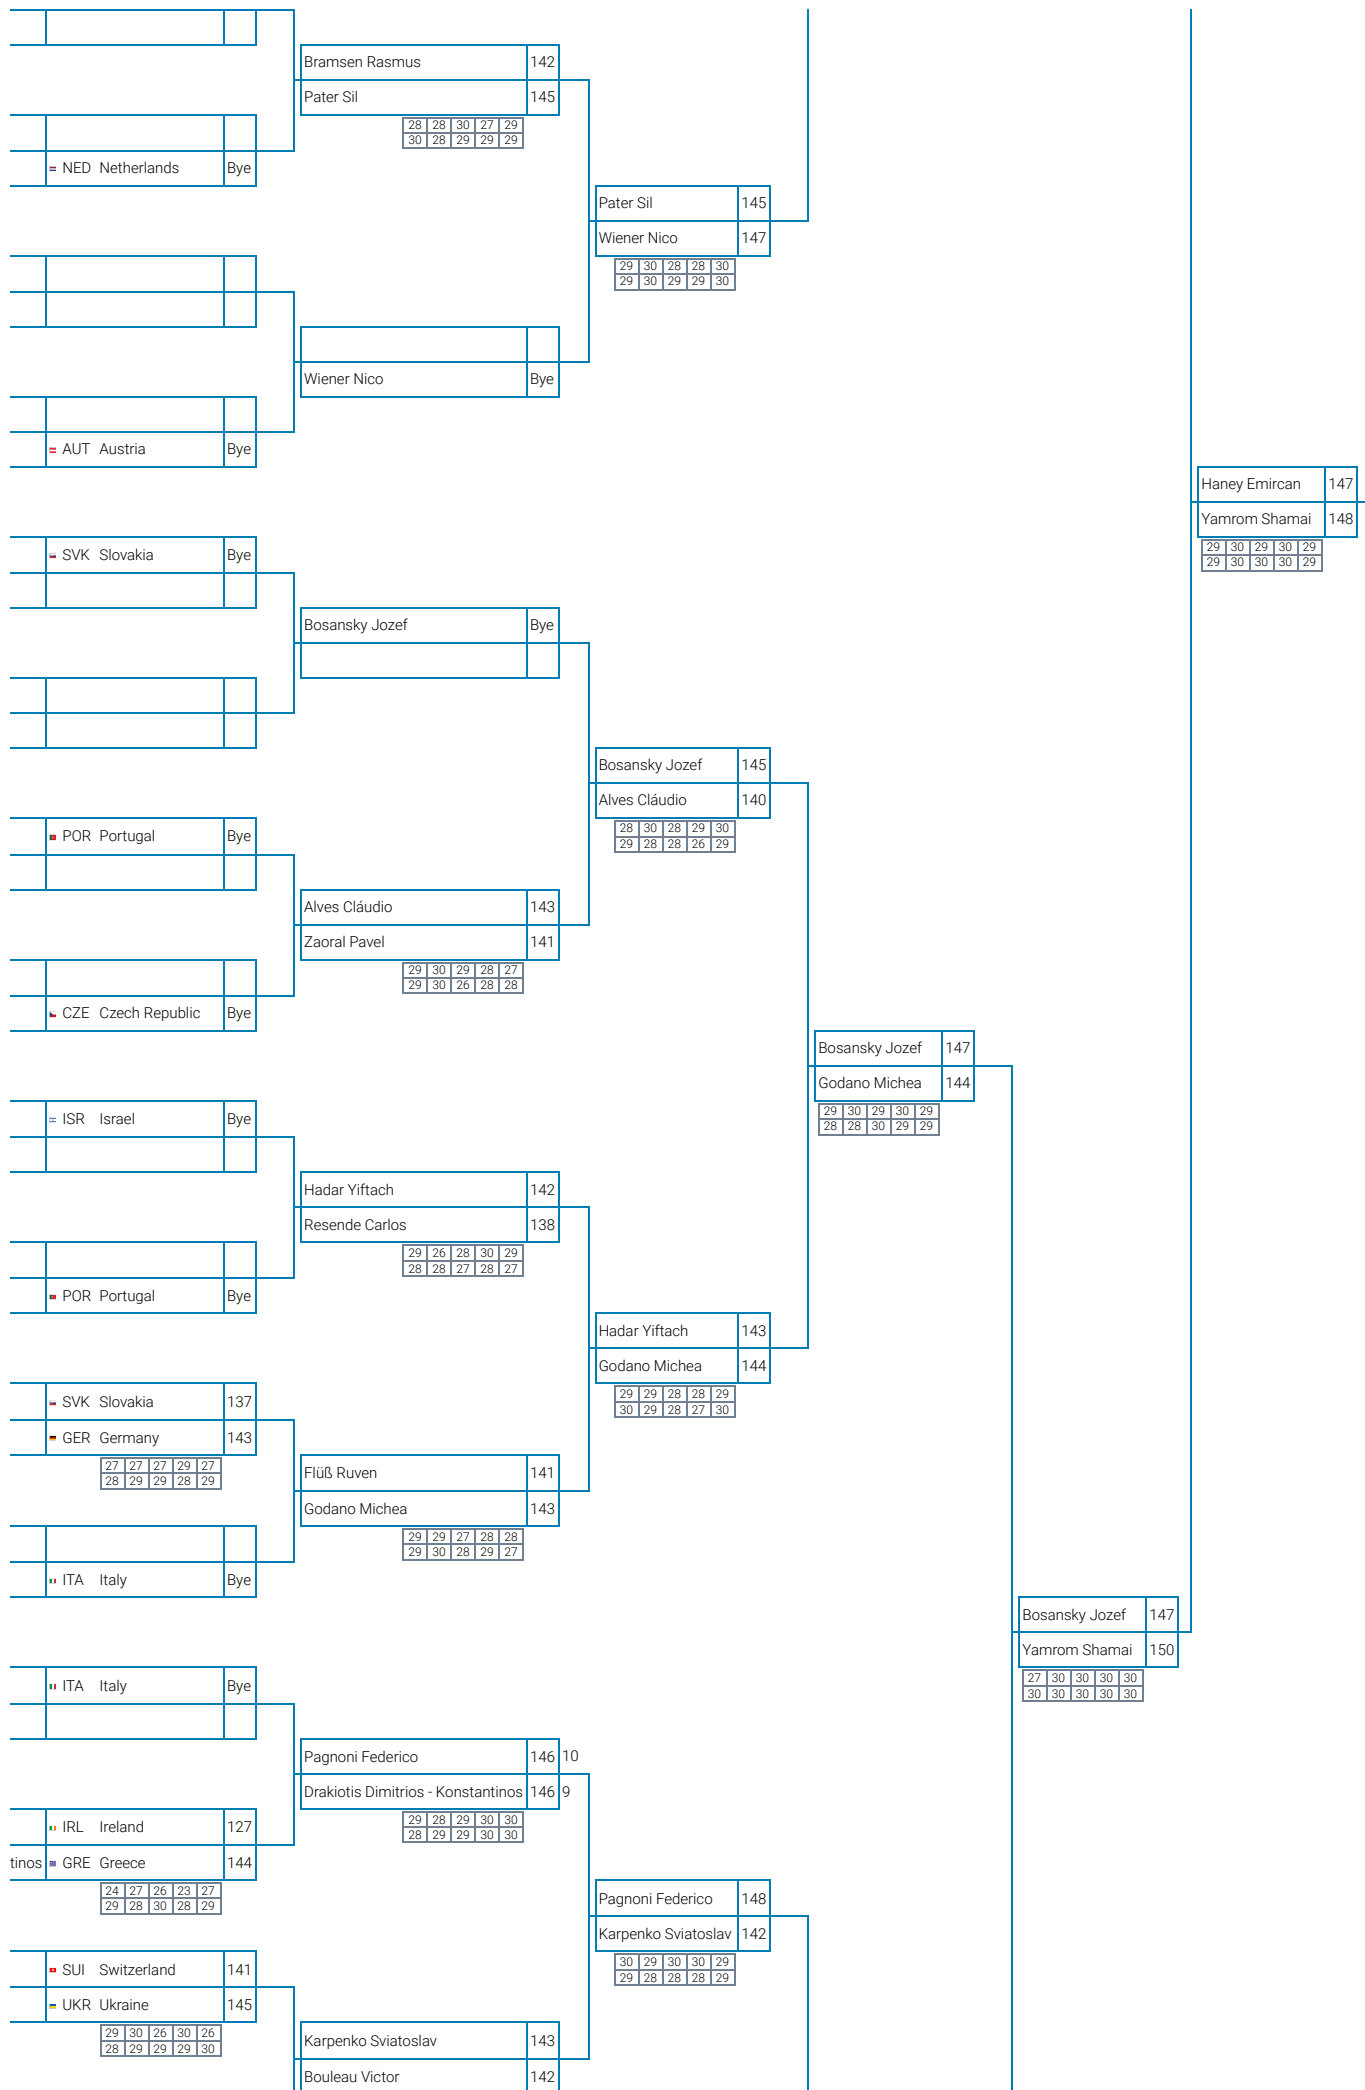 Bramsen Rasmus 142
Pater Sil 145
28 28 30 27 29
30 28 29 29 29
NED Netherlands Bye
Pater Sil 145
Wiener Nico 147
29 30 28 28 30
29 30 29 29 30
Wiener Nico Bye
AUT Austria Bye
Haney Emircan 147
Yamrom Shamai 148
29 30 29 30 29
29 30 30 30 29
SVK Slovakia Bye
Bosansky Jozef Bye
Bosansky Jozef 145
Alves Cláudio 140
28 30 28 29 30
29 28 28 26 29
POR Portugal Bye
Alves Cláudio 143
Zaoral Pavel 141
29 30 29 28 27
29 30 26 28 28
CZE Czech Republic Bye
Bosansky Jozef 147
Godano Michea 144
29 30 29 30 29
28 28 30 29 29
ISR Israel Bye
Hadar Yiftach 142
Resende Carlos 138
29 26 28 30 29
28 28 27 28 27
POR Portugal Bye
Hadar Yiftach 143
Godano Michea 144
29 29 28 28 29
30 29 28 27 30
SVK Slovakia 137
GER Germany 143
27 27 27 29 27
28 29 29 28 29
Flüß Ruven 141
Godano Michea 143
29 29 27 28 28
29 30 28 29 27
ITA Italy Bye
Bosansky Jozef 147
Yamrom Shamai 150
27 30 30 30 30
30 30 30 30 30
ITA Italy Bye
Pagnoni Federico 146 10
Drakiotis Dimitrios - Konstantinos 146 9
29 28 29 30 30
28 29 29 30 30
IRL Ireland 127
tinos GRE Greece 144
24 27 26 23 27
29 28 30 28 29
Pagnoni Federico 148
Karpenko Sviatoslav 142
30 29 30 30 29
29 28 28 28 29
SUI Switzerland 141
UKR Ukraine 145
29 30 26 30 26
28 29 29 29 30
Karpenko Sviatoslav 143
Bouleau Victor 142